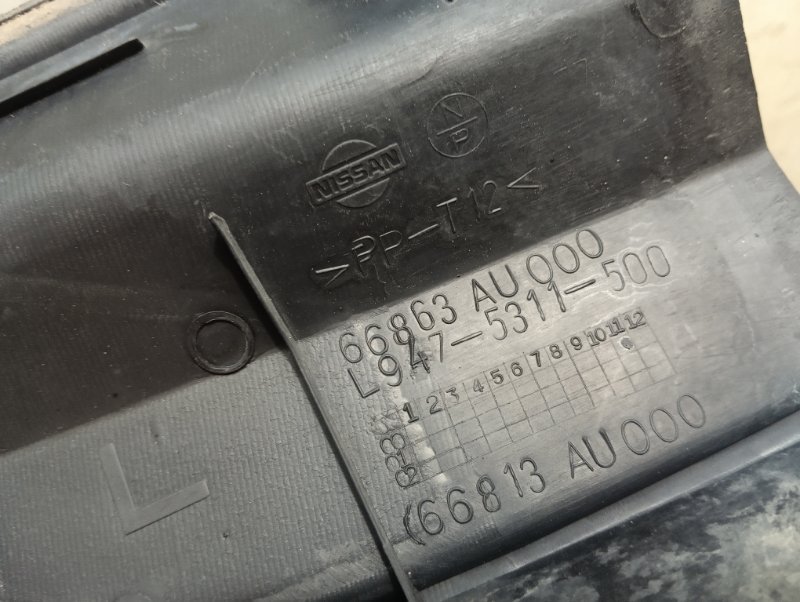 NISSAN
N
P
>PP-T12<
66863 AU000
L947-5311-500
1 2 3 4 5 6 7 8 9 10 11 12
(66813 AU000
L